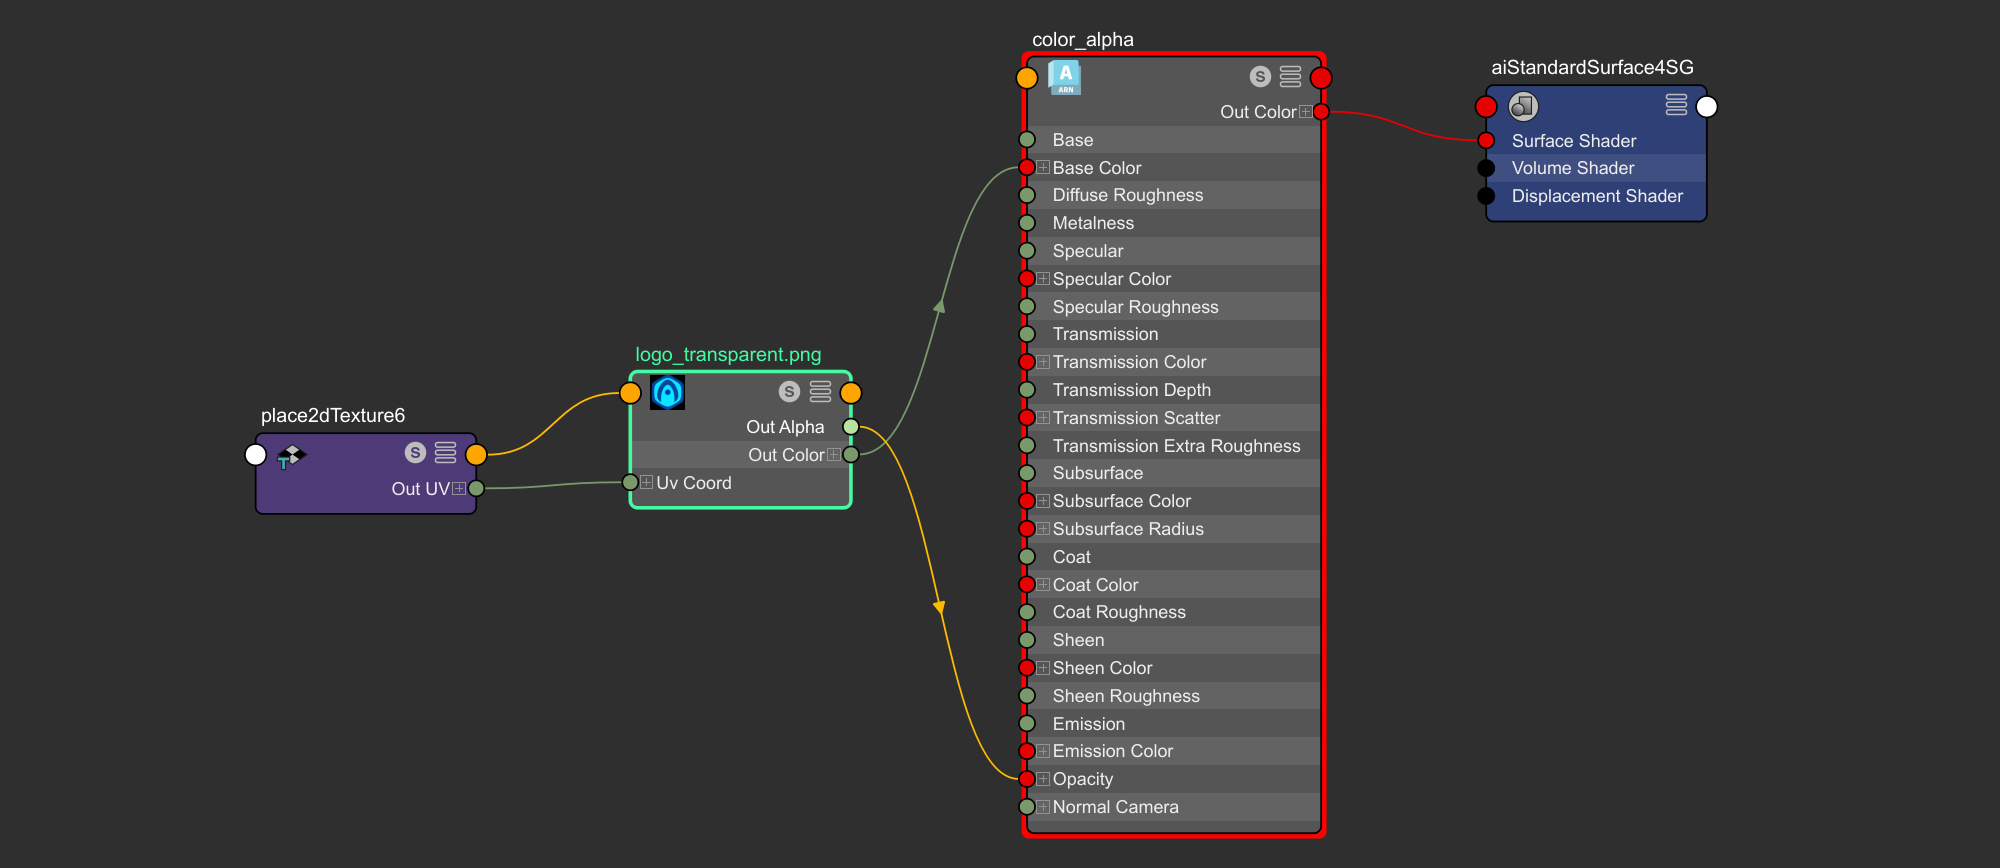 color_alpha
A
ARN
S
Out Color
Base
Base Color
Diffuse Roughness
Metalness
Specular
Specular Color
Specular Roughness
Transmission
Transmission Color
Transmission Depth
Transmission Scatter
Transmission Extra Roughness
Subsurface
Subsurface Color
Subsurface Radius
Coat
Coat Color
Coat Roughness
Sheen
Sheen Color
Sheen Roughness
Emission
Emission Color
Opacity
Normal Camera
aiStandardSurface4SG
Surface Shader
Volume Shader
Displacement Shader
logo_transparent.png
S
Out Alpha
Out Color
Uv Coord
place2dTexture6
T
S
Out UV